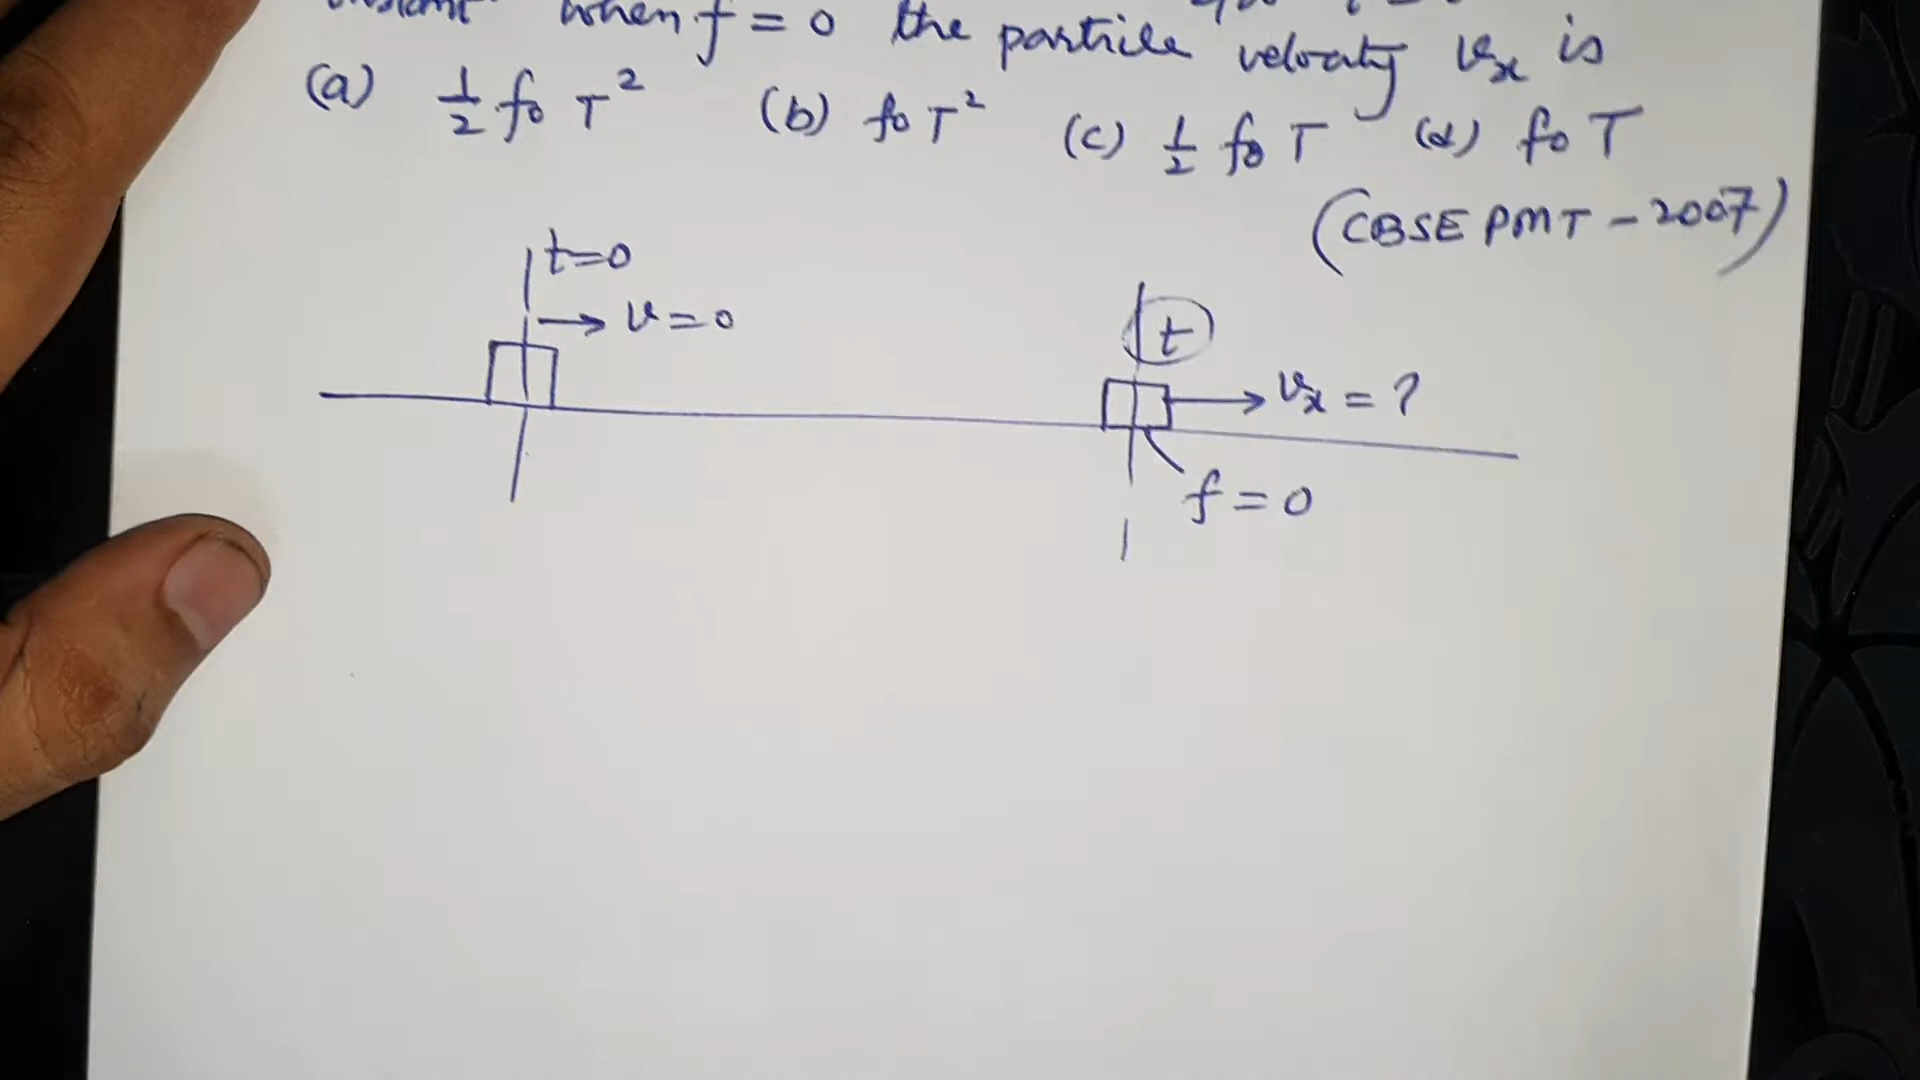 when f = 0 the particle velocity vₓ is
(a) 1/2 f₀ T² (b) f₀ T² (c) 1/2 f₀ T (d) f₀ T
(CBSE PMT - 2007)
t=0
→ v = 0
t
→ vₓ = ?
f = 0